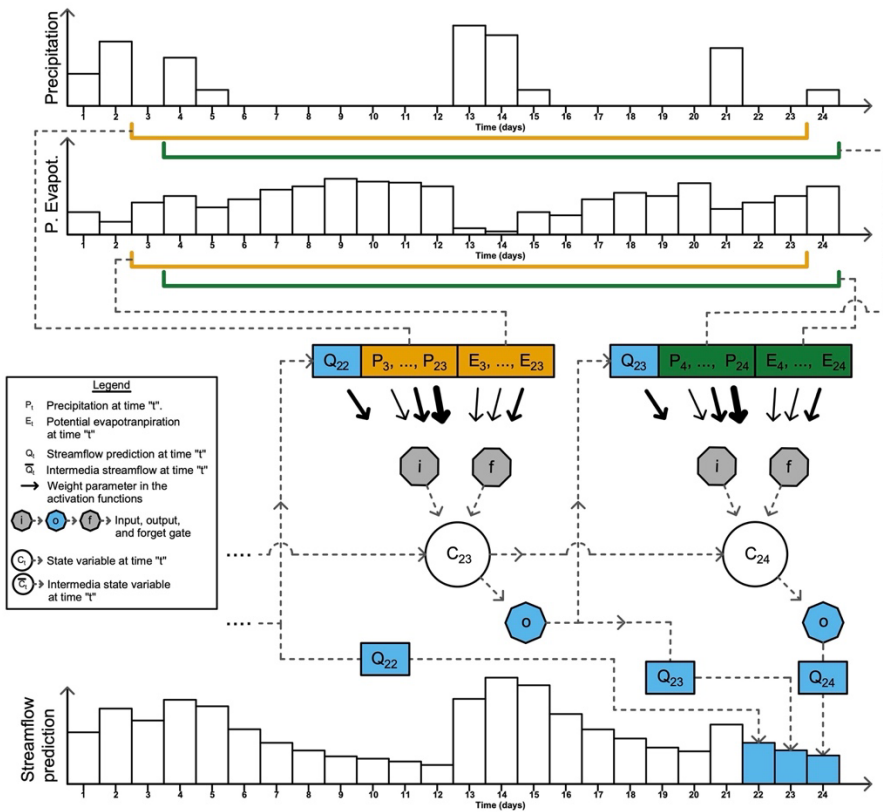 Precipitation
1 2 3 4 5 6 7 8 9 10 11 12 13 14 15 16 17 18 19 20 21 22 23 24
Time (days)
P. Evapot.
1 2 3 4 5 6 7 8 9 10 11 12 13 14 15 16 17 18 19 20 21 22 23 24
Time (days)
Q22 P3, ..., P23 E3, ..., E23
Q23 P4, ..., P24 E4, ..., E24
Legend
Pt Precipitation at time "t".
Et Potential evapotranpiration
at time "t"
Qt Streamflow prediction at time "t"
Qt Intermedia streamflow at time "t"
Weight parameter in the
activation functions
i o f Input, output,
and forget gate
Ct State variable at time "t"
Ct Intermedia state variable
at time "t"
i f
i f
....
C23
C24
....
o
o
Q22
Q23
Q24
Streamflow
prediction
1 2 3 4 5 6 7 8 9 10 11 12 13 14 15 16 17 18 19 20 21 22 23 24
Time (days)